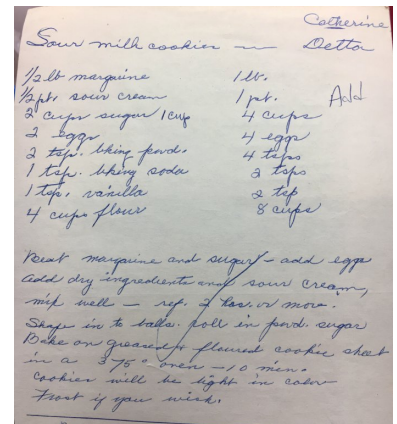 Catherine
Sour milk cookies — Dettor
1/2 lb margarine 1 lb.
1/2 pt. sour cream 1 pt. Add
2 cups sugar 1 cup 4 cups
2 eggs 4 eggs
2 tsp. bking powd. 4 tsps
1 tsp. bking soda 2 tsps
1 tsp. vanilla 2 tsp
4 cups flour 8 cups
Beat margarine and sugar - add eggs
add dry ingredients and sour cream,
mix well — ref. 2 hrs. or more.
Shape in to balls. roll in powd. sugar
Bake on greased + floured cookie sheet
in a 375° oven - 10 min.
cookies will be light in color
Frost if you wish.